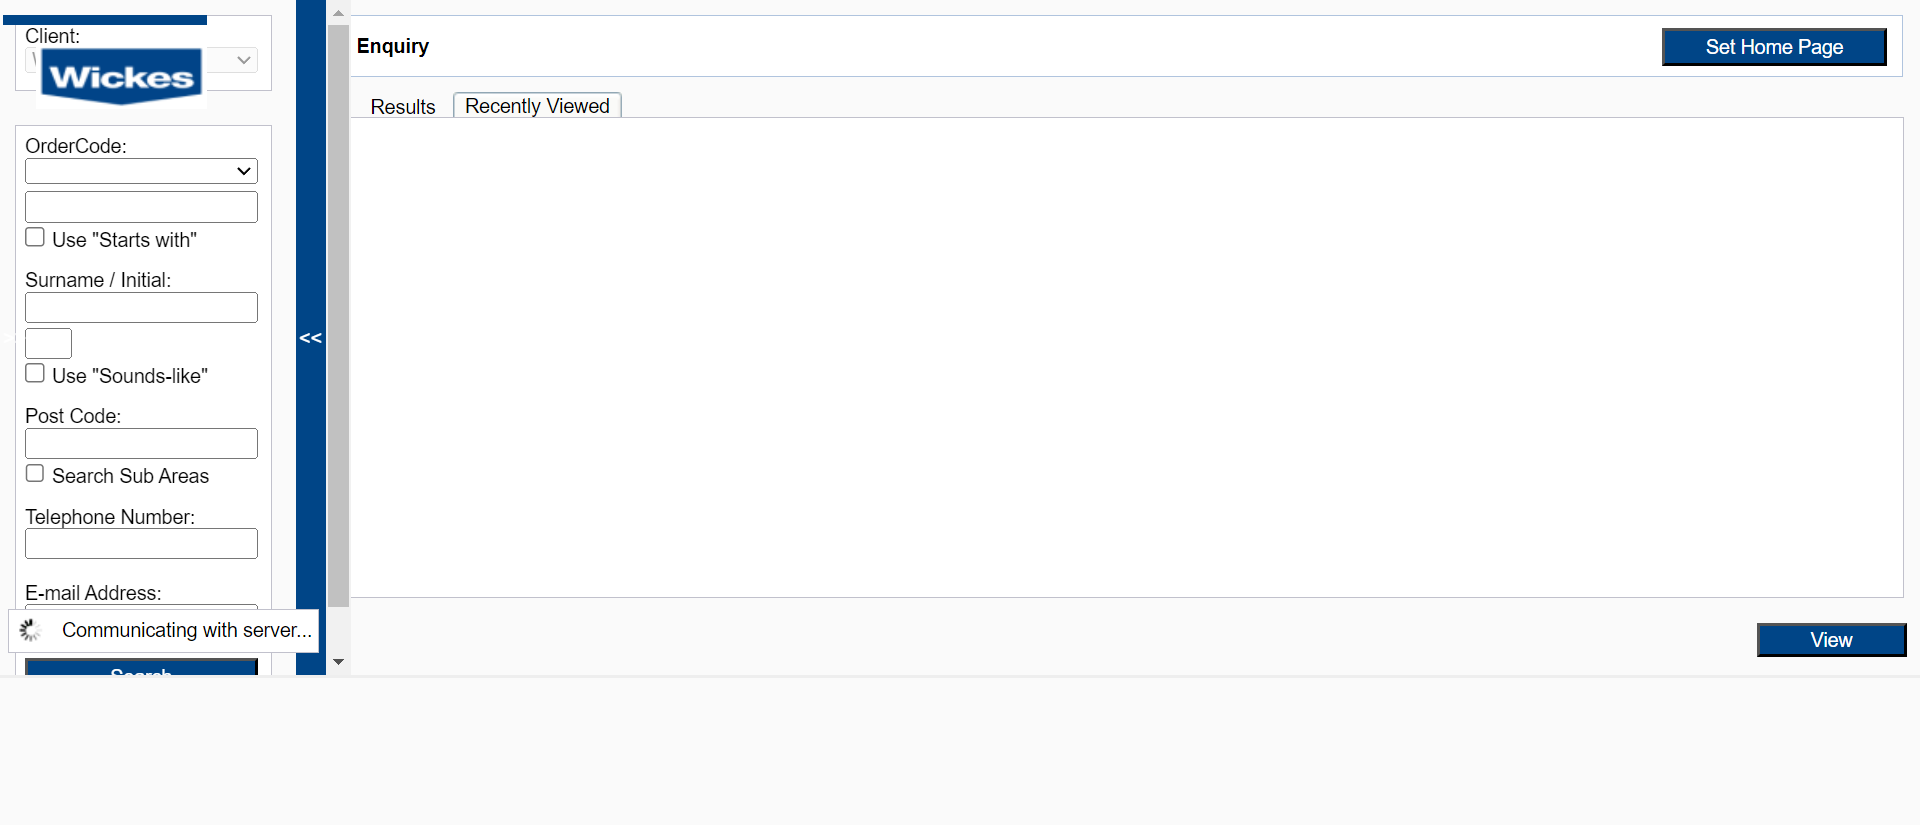 Client:
Wickes
OrderCode:
Use "Starts with"
Surname / Initial:
Use "Sounds-like"
Post Code:
Search Sub Areas
Telephone Number:
E-mail Address:
Communicating with server...
Search
<<
Enquiry
Set Home Page
Results
Recently Viewed
View